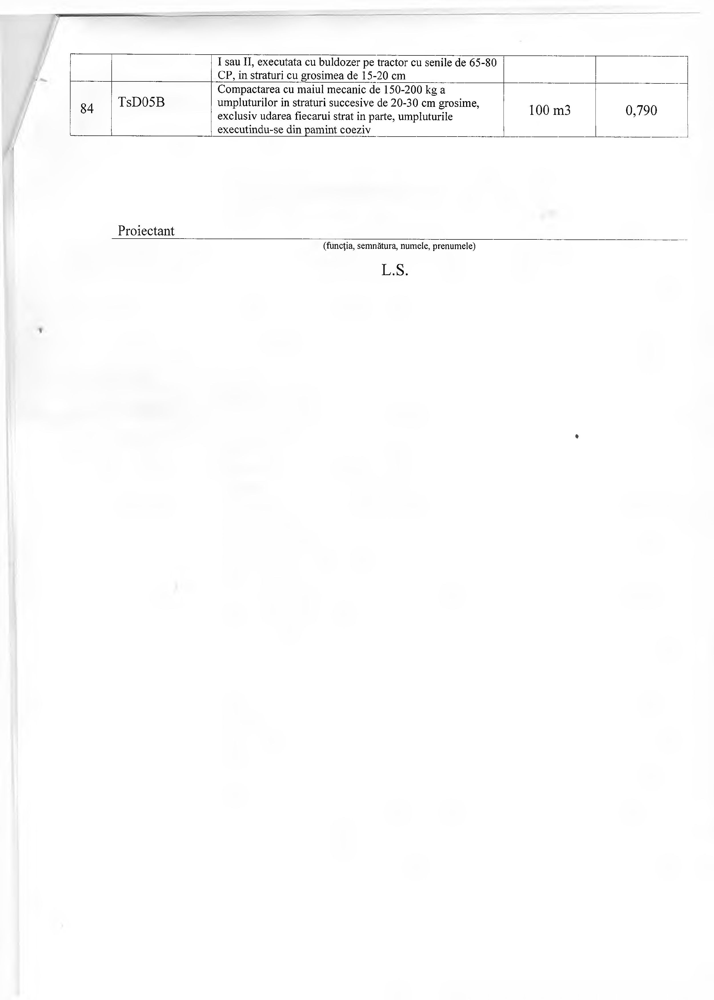 I sau II, executata cu buldozer pe tractor cu senile de 65-80
CP, in straturi cu grosimea de 15-20 cm
84
TsD05B
Compactarea cu maiul mecanic de 150-200 kg a
umpluturilor in straturi succesive de 20-30 cm grosime,
exclusiv udarea fiecarui strat in parte, umpluturile
executindu-se din pamint coeziv
100 m3
0,790
Proiectant
(funcţia, semnătura, numele, prenumele)
L.S.